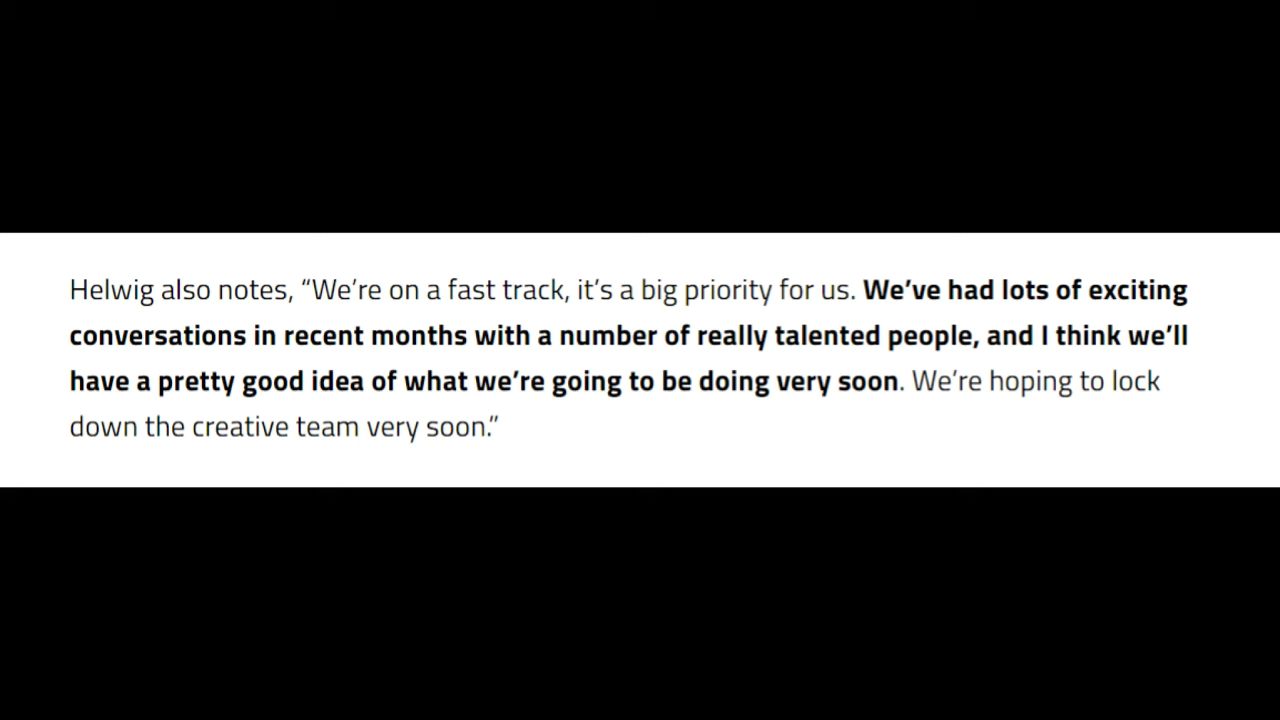 Helwig also notes, “We’re on a fast track, it’s a big priority for us. We’ve had lots of exciting
conversations in recent months with a number of really talented people, and I think we’ll
have a pretty good idea of what we’re going to be doing very soon. We’re hoping to lock
down the creative team very soon.”